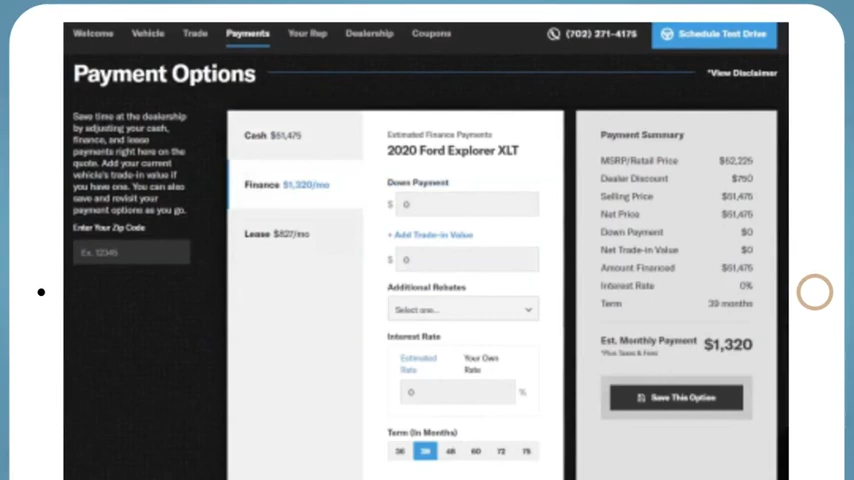 Welcome Vehicle Trade Payments Your Rep Dealership Coupons (702) 271-4175 Schedule Test Drive
Payment Options
*View Disclaimer
Save time at the dealership
by adjusting your cash,
finance, and lease
payments right here on the
quote. Add your current
vehicle's trade-in value if
you have one. You can also
save and revisit your
payment options as you go.
Enter Your Zip Code
Ex. 12345
Cash $61,475
Finance $1,320/mo
Lease $827/mo
Estimated Finance Payments
2020 Ford Explorer XLT
Down Payment
$ 0
+ Add Trade-in Value
$ 0
Additional Rebates
Select one...
Interest Rate
Estimated Rate
Your Own Rate
0 %
Term (In Months)
36 39 48 60 72 75
Payment Summary
MSRP/Retail Price $52,225
Dealer Discount $750
Selling Price $51,475
Net Price $51,475
Down Payment $0
Net Trade-in Value $0
Amount Financed $51,475
Interest Rate 0%
Term 39 months
Est. Monthly Payment $1,320
*Plus Taxes & Fees
Save This Option